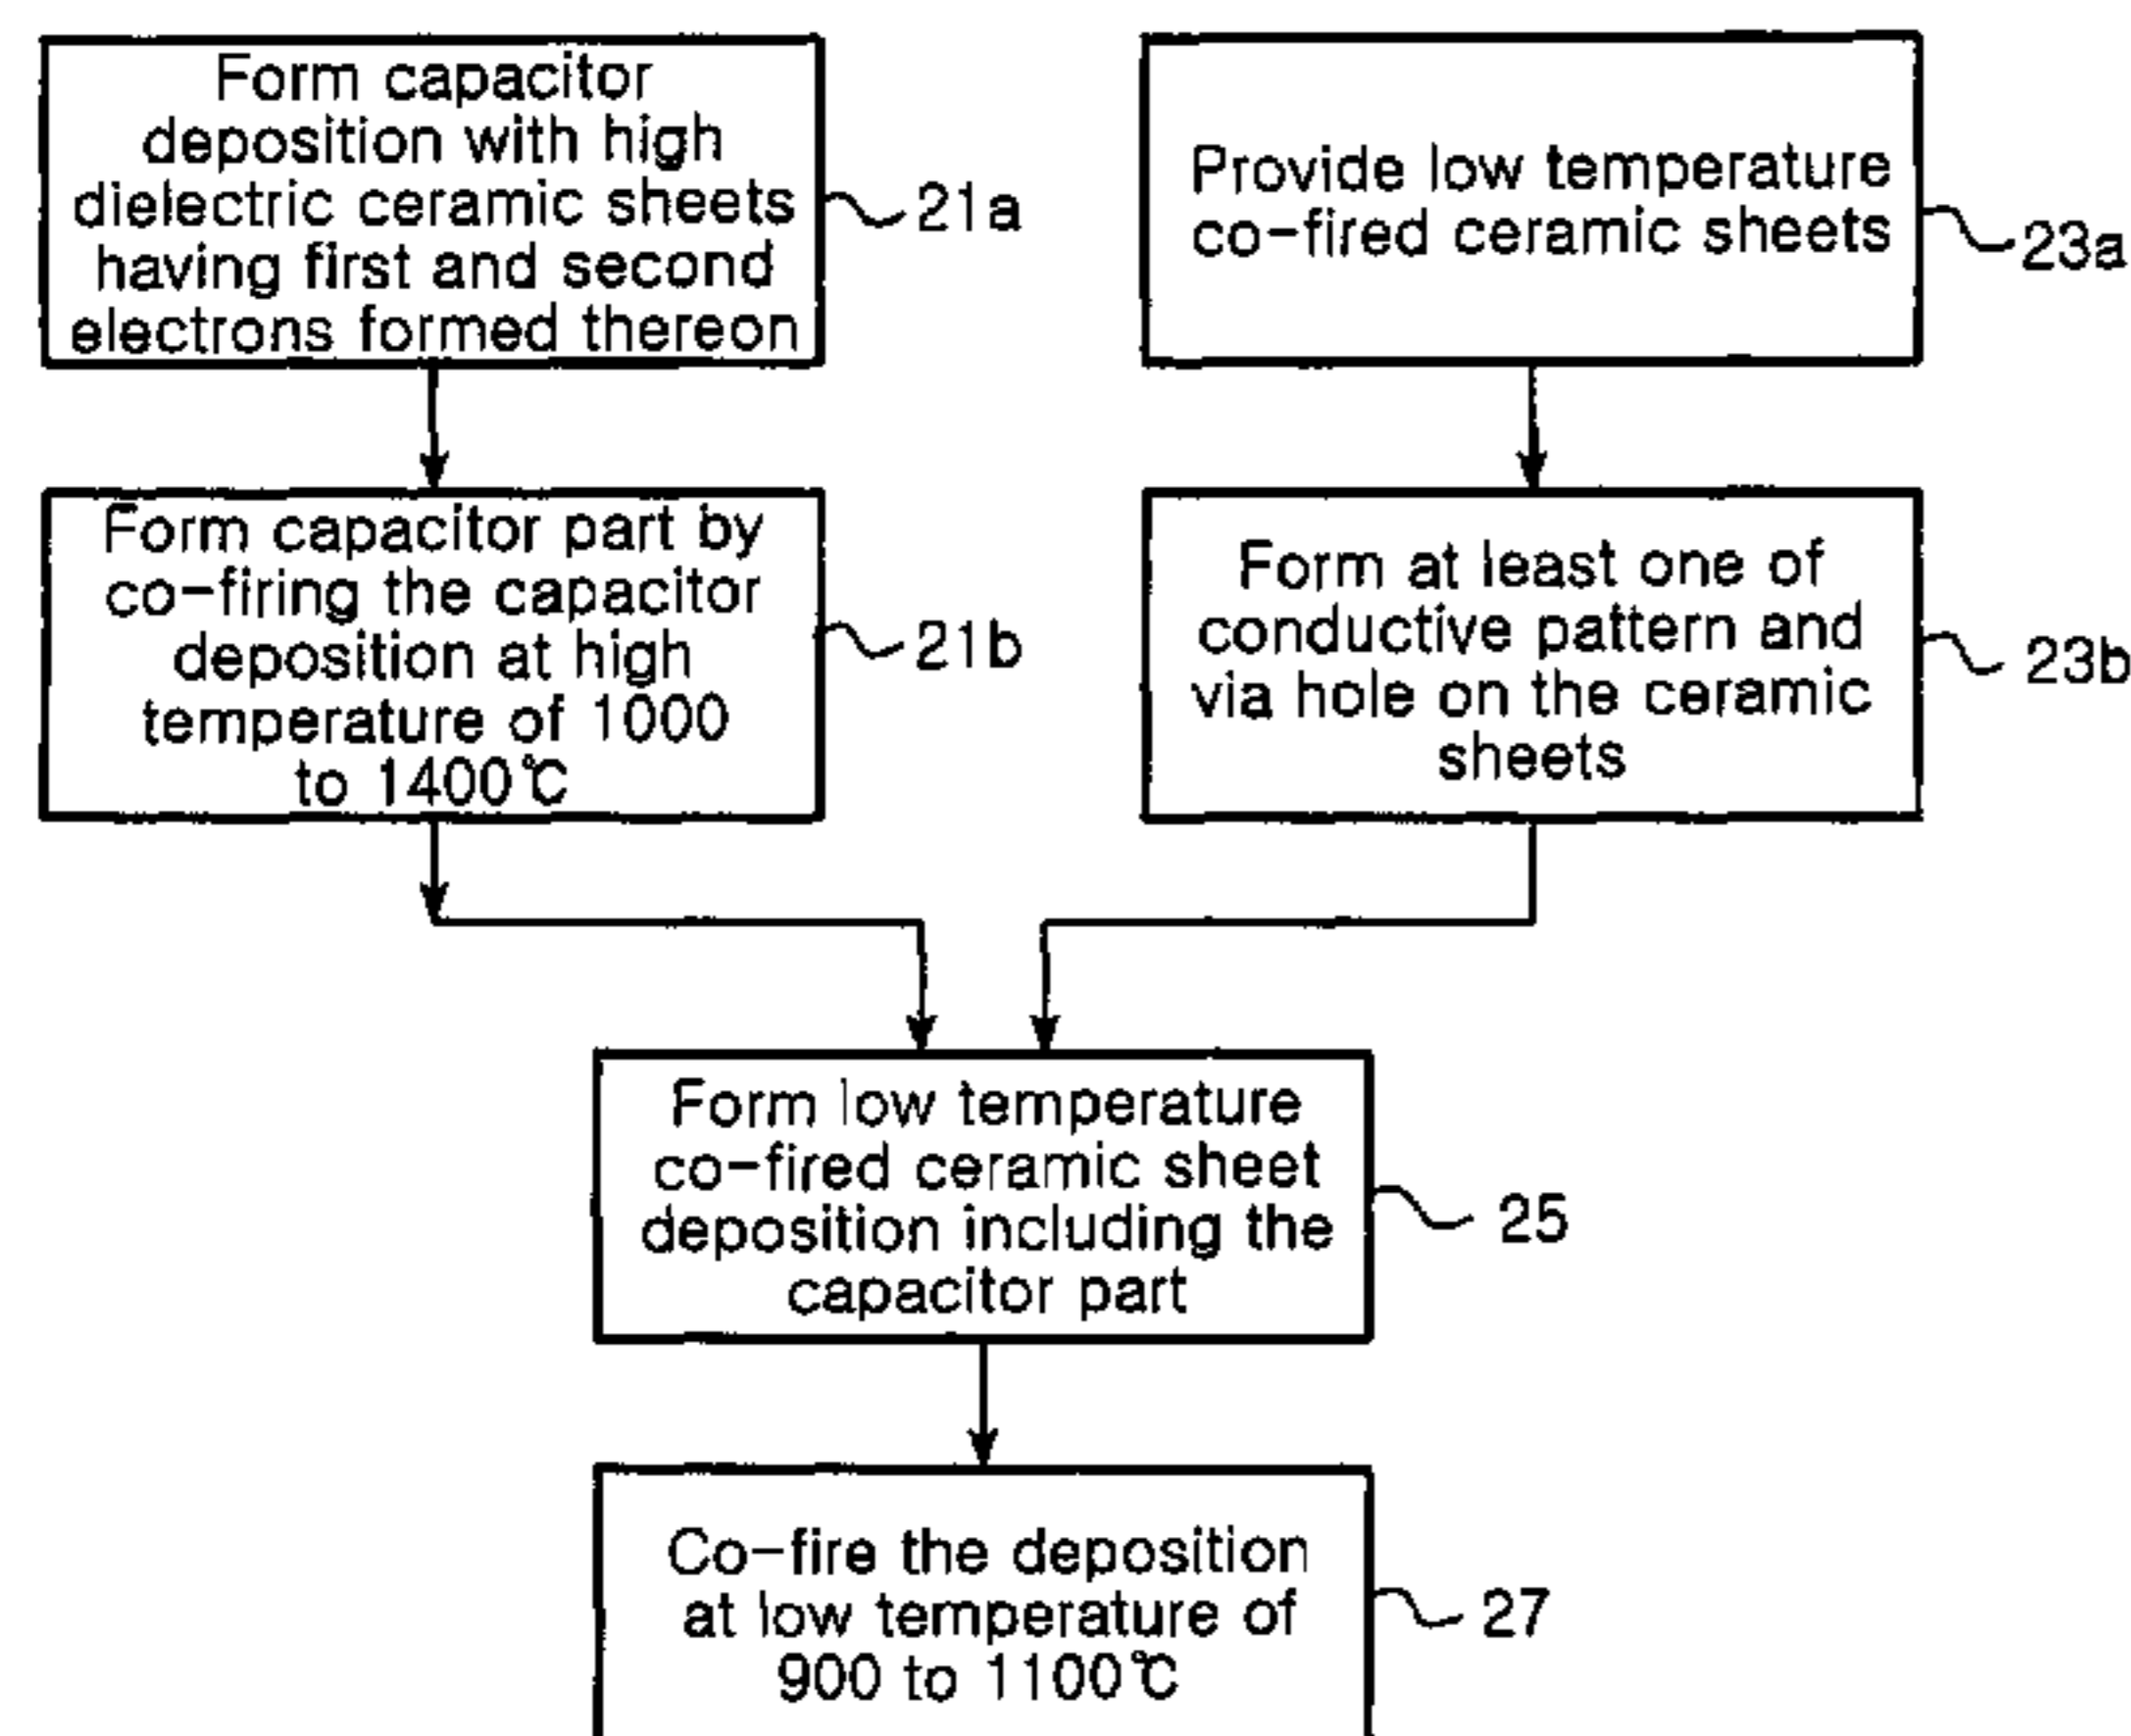 Form capacitor
deposition with high
dielectric ceramic sheets
having first and second
electrons formed thereon
21a
Provide low temperature
co-fired ceramic sheets
23a
Form capacitor part by
co-firing the capacitor
deposition at high
temperature of 1000
to 1400℃
21b
Form at least one of
conductive pattern and
via hole on the ceramic
sheets
23b
Form low temperature
co-fired ceramic sheet
deposition including the
capacitor part
25
Co-fire the deposition
at low temperature of
900 to 1100℃
27